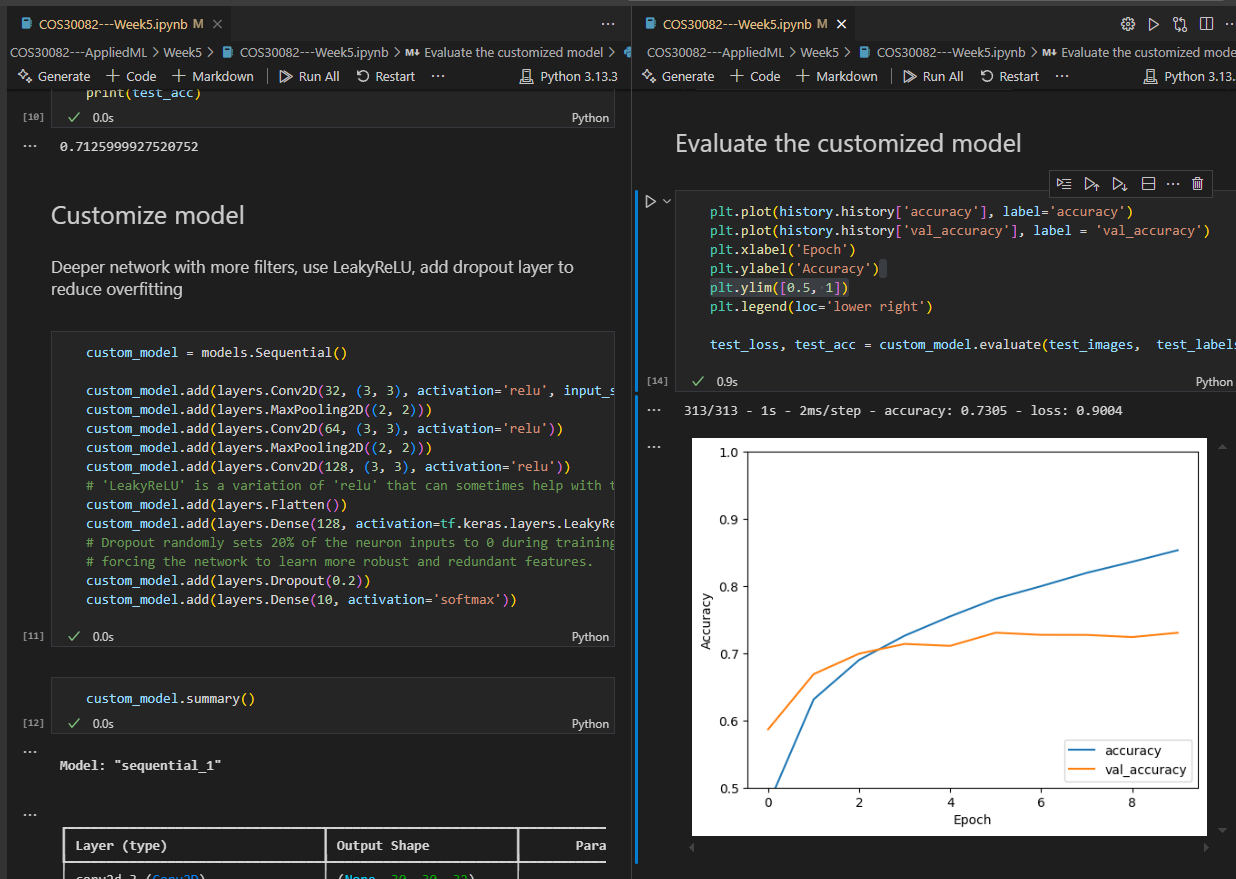 COS30082---Week5.ipynb M
COS30082---AppliedML > Week5 > COS30082---Week5.ipynb > M↓ Evaluate the customized model >
Generate + Code + Markdown | Run All Restart ··· Python 3.13.3
print(test_acc)
[10] 0.0s Python
0.7125999927520752
Customize model
Deeper network with more filters, use LeakyReLU, add dropout layer to
reduce overfitting
custom_model = models.Sequential()
custom_model.add(layers.Conv2D(32, (3, 3), activation='relu', input_s
custom_model.add(layers.MaxPooling2D((2, 2)))
custom_model.add(layers.Conv2D(64, (3, 3), activation='relu'))
custom_model.add(layers.MaxPooling2D((2, 2)))
custom_model.add(layers.Conv2D(128, (3, 3), activation='relu'))
# 'LeakyReLU' is a variation of 'relu' that can sometimes help with t
custom_model.add(layers.Flatten())
custom_model.add(layers.Dense(128, activation=tf.keras.layers.LeakyRe
# Dropout randomly sets 20% of the neuron inputs to 0 during training
# forcing the network to learn more robust and redundant features.
custom_model.add(layers.Dropout(0.2))
custom_model.add(layers.Dense(10, activation='softmax'))
[11] 0.0s Python
custom_model.summary()
[12] 0.0s Python
Model: "sequential_1"
Layer (type) Output Shape Para
COS30082---Week5.ipynb M
COS30082---AppliedML > Week5 > COS30082---Week5.ipynb > M↓ Evaluate the customized mode
Generate + Code + Markdown | Run All Restart ··· Python 3.13.
Evaluate the customized model
plt.plot(history.history['accuracy'], label='accuracy')
plt.plot(history.history['val_accuracy'], label = 'val_accuracy')
plt.xlabel('Epoch')
plt.ylabel('Accuracy')
plt.ylim([0.5, 1])
plt.legend(loc='lower right')
test_loss, test_acc = custom_model.evaluate(test_images, test_labels
[14] 0.9s Python
313/313 - 1s - 2ms/step - accuracy: 0.7305 - loss: 0.9004
1.0
0.9
0.8
0.7
0.6
0.5
Accuracy
0 2 4 6 8
Epoch
accuracy
val_accuracy